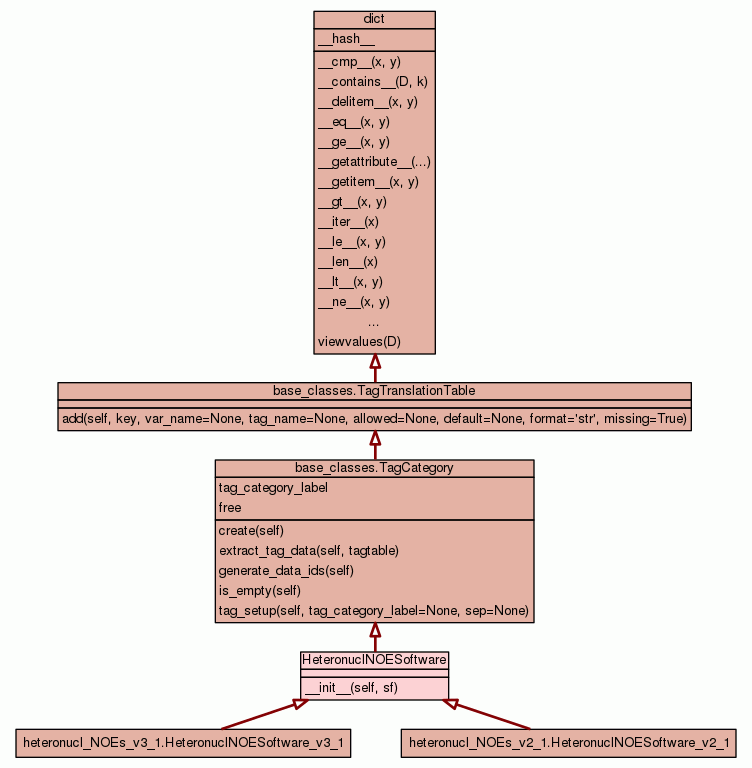 dict
__hash__
__cmp__(x, y)
__contains__(D, k)
__delitem__(x, y)
__eq__(x, y)
__ge__(x, y)
__getattribute__(...)
__getitem__(x, y)
__gt__(x, y)
__iter__(x)
__le__(x, y)
__len__(x)
__lt__(x, y)
__ne__(x, y)
...
viewvalues(D)
base_classes.TagTranslationTable
add(self, key, var_name=None, tag_name=None, allowed=None, default=None, format='str', missing=True)
base_classes.TagCategory
tag_category_label
free
create(self)
extract_tag_data(self, tagtable)
generate_data_ids(self)
is_empty(self)
tag_setup(self, tag_category_label=None, sep=None)
HeteronuclNOESoftware
__init__(self, sf)
heteronucl_NOEs_v3_1.HeteronuclNOESoftware_v3_1
heteronucl_NOEs_v2_1.HeteronuclNOESoftware_v2_1